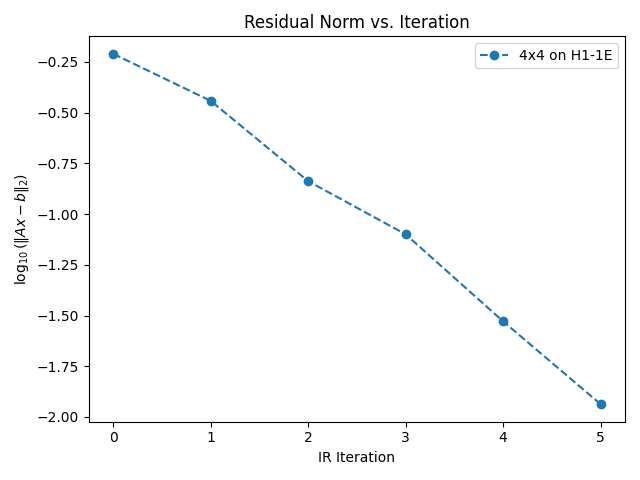 Residual Norm vs. Iteration
4x4 on H1-1E
log₁₀(‖Ax − b‖₂)
−0.25
−0.50
−0.75
−1.00
−1.25
−1.50
−1.75
−2.00
0 1 2 3 4 5
IR Iteration